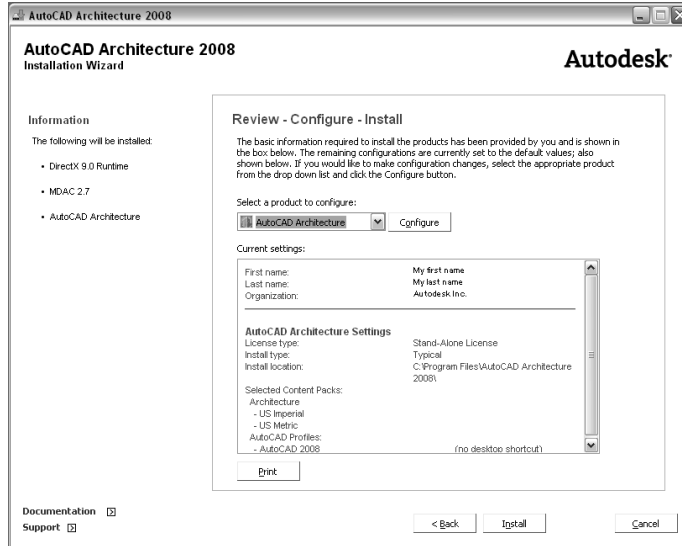 AutoCAD Architecture 2008
AutoCAD Architecture 2008
Installation Wizard
Autodesk
Information
The following will be installed:
• DirectX 9.0 Runtime
• MDAC 2.7
• AutoCAD Architecture
Review - Configure - Install
The basic information required to install the products has been provided by you and is shown in
the box below. The remaining configurations are currently set to the default values; also
shown below. If you would like to make configuration changes, select the appropriate product
from the drop down list and click the Configure button.
Select a product to configure:
AutoCAD Architecture
Configure
Current settings:
First name: My first name
Last name: My last name
Organization: Autodesk Inc.
AutoCAD Architecture Settings
License type: Stand-Alone License
Install type: Typical
Install location: C:\Program Files\AutoCAD Architecture
2008\
Selected Content Packs:
Architecture
- US Imperial
- US Metric
AutoCAD Profiles:
- AutoCAD 2008 (no desktop shortcut)
Print
Documentation
Support
< Back
Install
Cancel